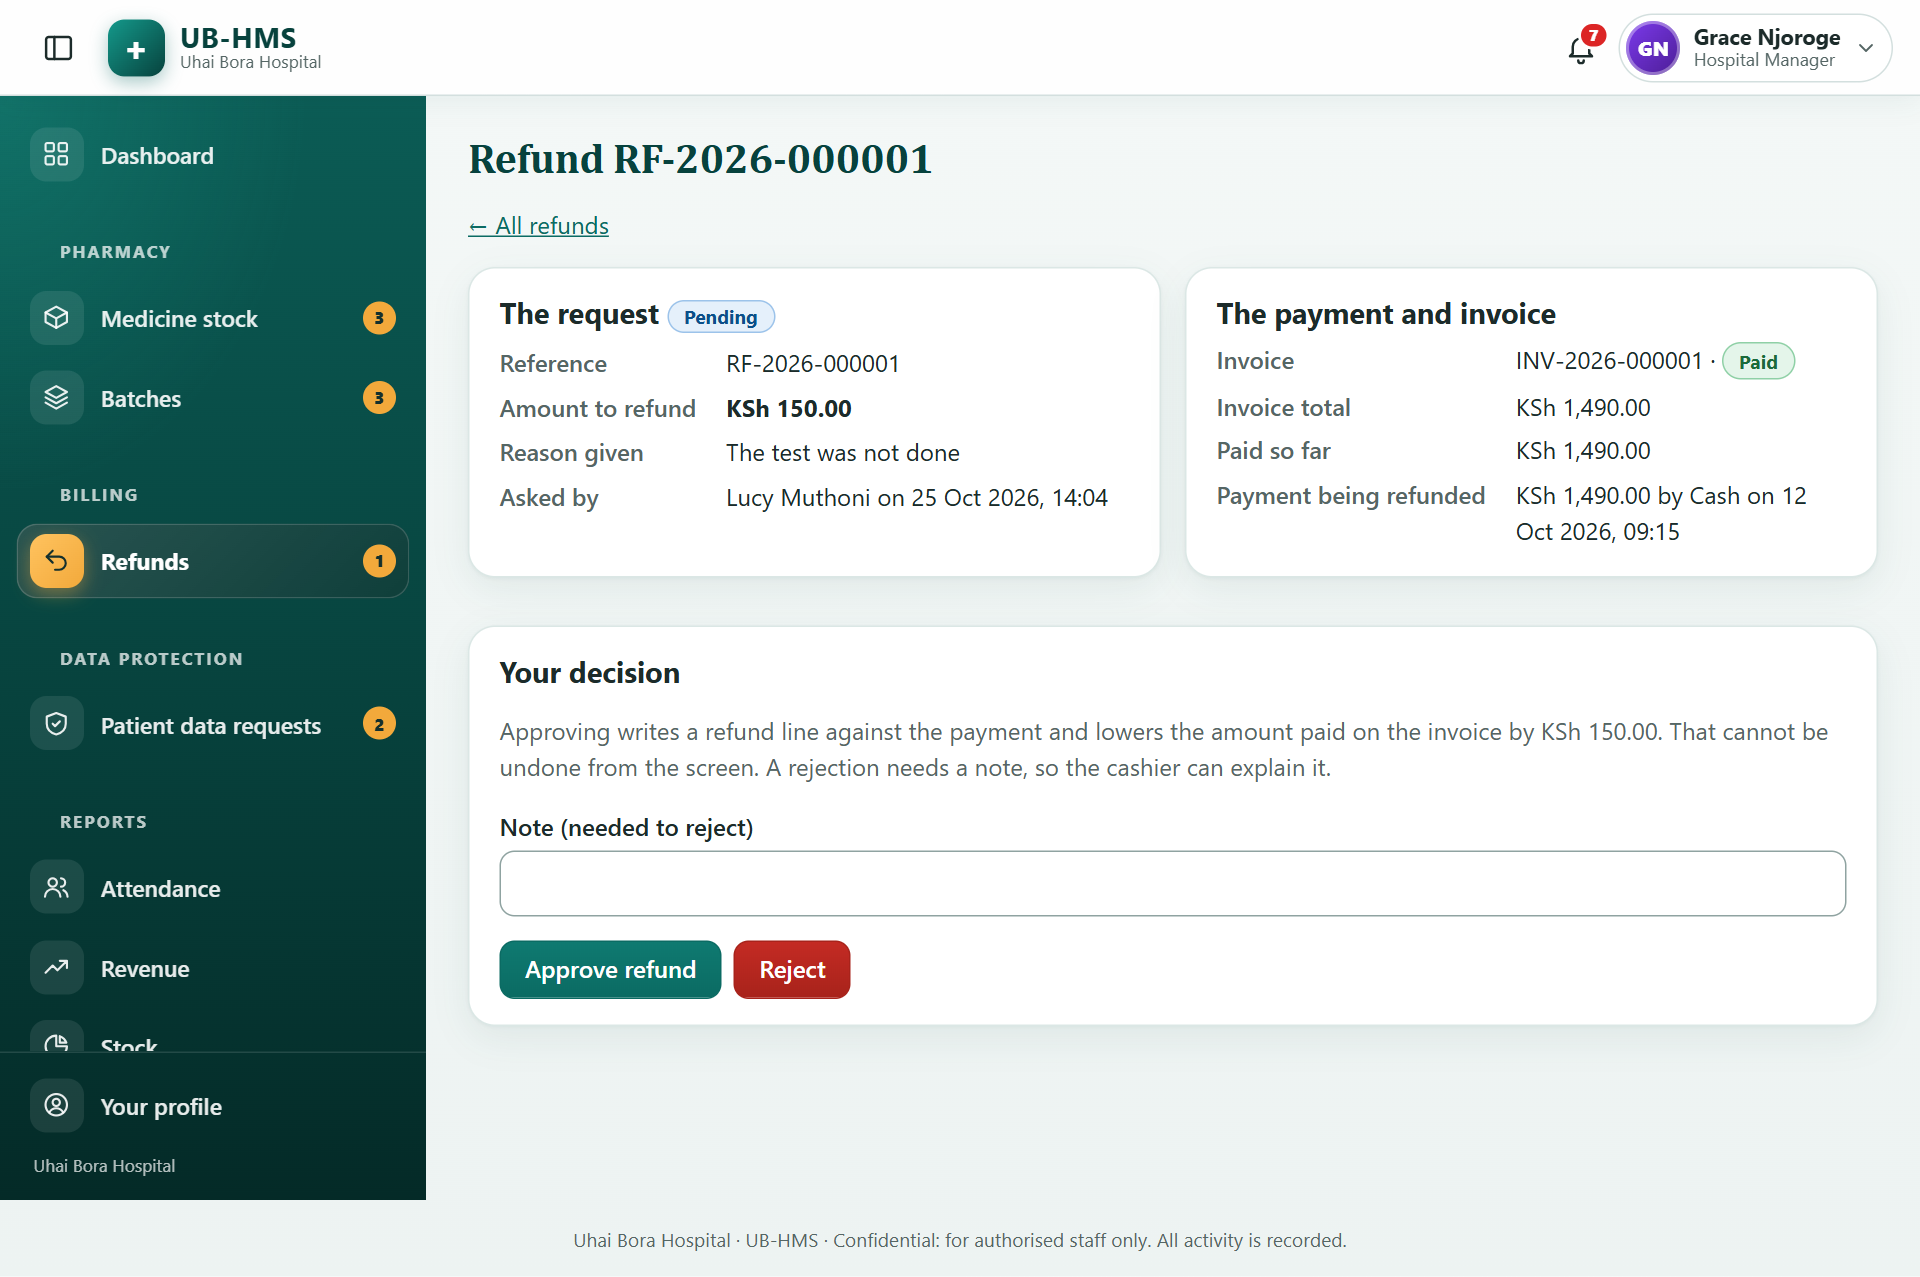 UB-HMS
Uhai Bora Hospital
7
GN
Grace Njoroge
Hospital Manager
Dashboard
PHARMACY
Medicine stock 3
Batches 3
BILLING
Refunds 1
DATA PROTECTION
Patient data requests 2
REPORTS
Attendance
Revenue
Stock
Your profile
Uhai Bora Hospital
Refund RF-2026-000001
← All refunds
The request Pending
Reference RF-2026-000001
Amount to refund KSh 150.00
Reason given The test was not done
Asked by Lucy Muthoni on 25 Oct 2026, 14:04
The payment and invoice
Invoice INV-2026-000001 · Paid
Invoice total KSh 1,490.00
Paid so far KSh 1,490.00
Payment being refunded KSh 1,490.00 by Cash on 12
Oct 2026, 09:15
Your decision
Approving writes a refund line against the payment and lowers the amount paid on the invoice by KSh 150.00. That cannot be
undone from the screen. A rejection needs a note, so the cashier can explain it.
Note (needed to reject)
Approve refund Reject
Uhai Bora Hospital · UB-HMS · Confidential: for authorised staff only. All activity is recorded.